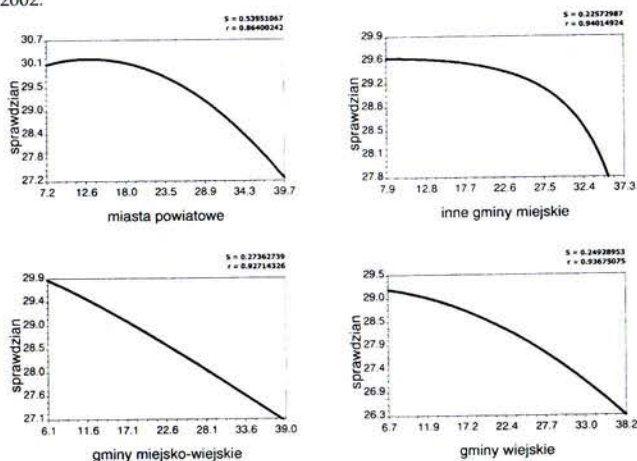 2002.
S = 0.53951067
r = 0.86400242
30.7
30.1
29.5
29.0
28.4
27.8
27.2
sprawdzian
7.2 12.6 18.0 23.5 28.9 34.3 39.7
miasta powiatowe
S = 0.22572987
r = 0.94014924
29.9
29.6
29.2
28.8
28.5
28.1
27.8
sprawdzian
7.9 12.8 17.7 22.6 27.5 32.4 37.3
inne gminy miejskie
S = 0.27362739
r = 0.92714326
29.9
29.4
29.0
28.5
28.0
27.6
27.1
sprawdzian
6.1 11.6 17.1 22.6 28.1 33.6 39.0
gminy miejsko-wiejskie
S = 0.24928953
r = 0.93675075
29.5
29.0
28.5
27.9
27.4
26.9
26.3
sprawdzian
6.7 11.9 17.2 22.4 27.7 33.0 38.2
gminy wiejskie